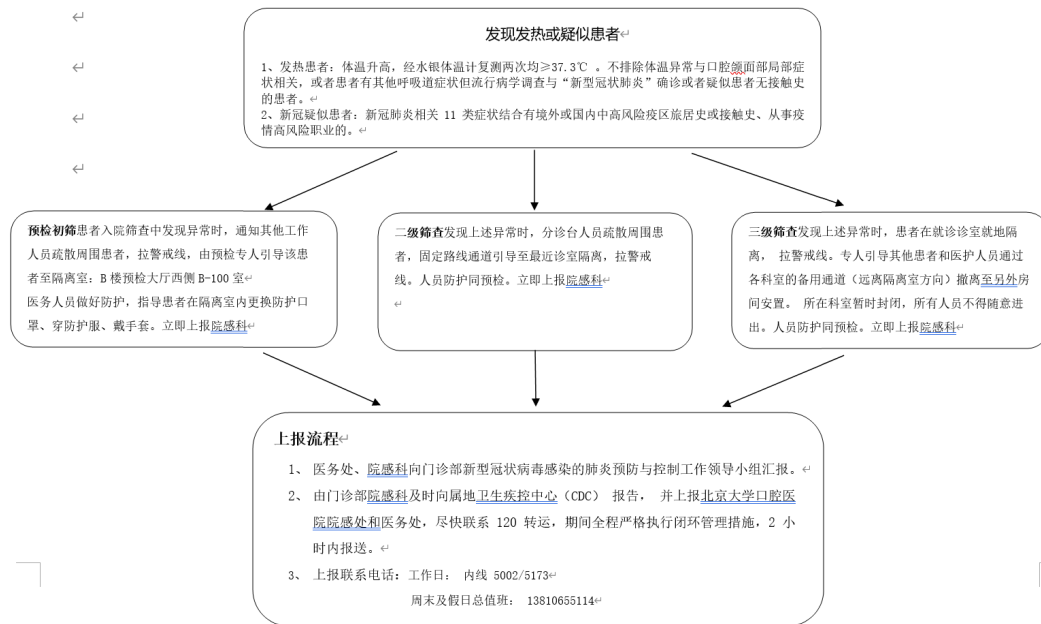 发现发热或疑似患者
1、发热患者：体温升高，经水银体温计复测两次均≥37.3℃ 。不排除体温异常与口腔颌面部局部症
状相关，或者患者有其他呼吸道症状但流行病学调查与“新型冠状肺炎”确诊或者疑似患者无接触史
的患者。
2、新冠疑似患者：新冠肺炎相关 11 类症状结合有境外或国内中高风险疫区旅居史或接触史、从事疫
情高风险职业的。
预检初筛患者入院筛查中发现异常时，通知其他工作
人员疏散周围患者，拉警戒线，由预检专人引导该患
者至隔离室：B 楼预检大厅西侧 B-100 室
医务人员做好防护，指导患者在隔离室内更换防护口
罩、穿防护服、戴手套。立即上报院感科
二级筛查发现上述异常时，分诊台人员疏散周围患
者，固定路线通道引导至最近诊室隔离，拉警戒
线。人员防护同预检。立即上报院感科
三级筛查发现上述异常时，患者在就诊诊室就地隔
离， 拉警戒线。专人引导其他患者和医护人员通过
各科室的备用通道（远离隔离室方向）撤离至另外房
间安置。 所在科室暂时封闭，所有人员不得随意进
出。人员防护同预检。立即上报院感科
上报流程
1、 医务处、院感科向门诊部新型冠状病毒感染的肺炎预防与控制工作领导小组汇报。
2、 由门诊部院感科及时向属地卫生疾控中心（CDC） 报告， 并上报北京大学口腔医
院院感处和医务处，尽快联系 120 转运，期间全程严格执行闭环管理措施，2 小
时内报送。
3、 上报联系电话：工作日： 内线 5002/5173
周末及假日总值班： 13810655114